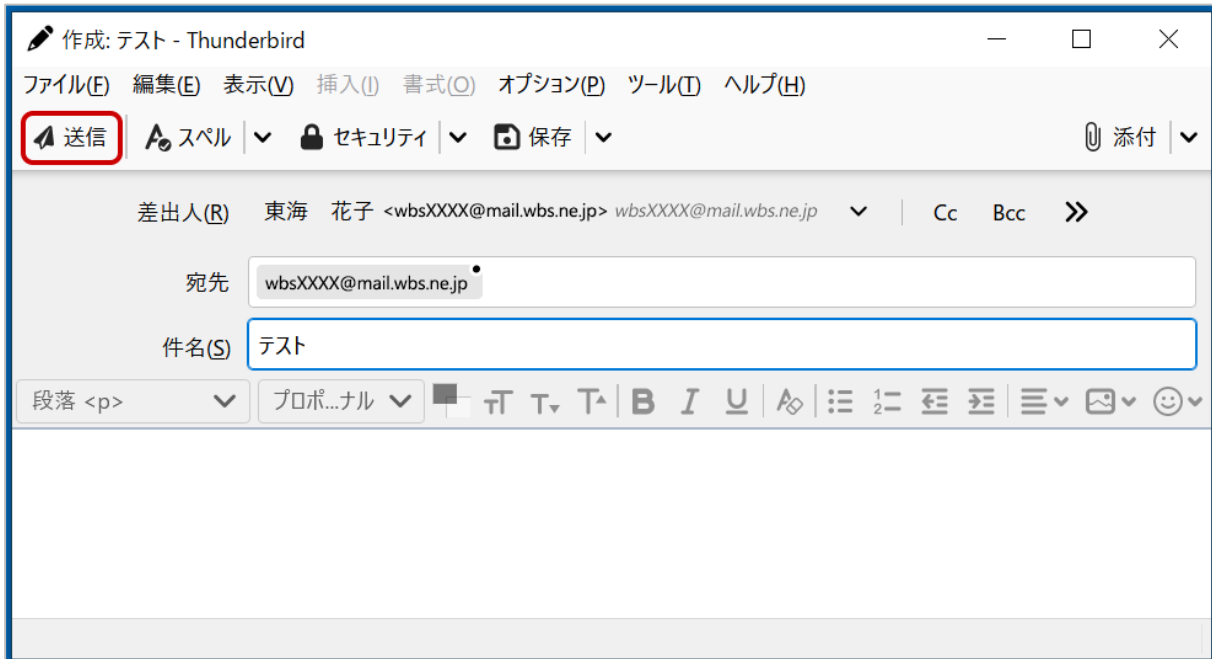 作成: テスト - Thunderbird
ファイル(F) 編集(E) 表示(V) 挿入(I) 書式(O) オプション(P) ツール(T) ヘルプ(H)
送信 スペル セキュリティ 保存 添付
差出人(R) 東海 花子 <wbsXXXX@mail.wbs.ne.jp> wbsXXXX@mail.wbs.ne.jp Cc Bcc
宛先 wbsXXXX@mail.wbs.ne.jp
件名(S) テスト
段落 <p> プロポ...ナル